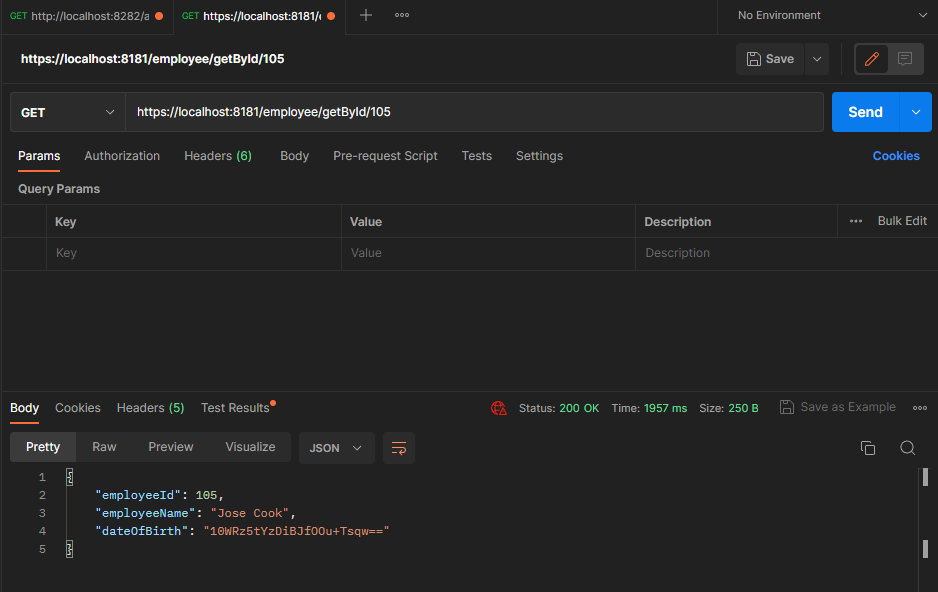 GET http://localhost:8282/a GET https://localhost:8181/e No Environment
https://localhost:8181/employee/getById/105 Save
GET https://localhost:8181/employee/getById/105 Send
Params Authorization Headers (6) Body Pre-request Script Tests Settings Cookies
Query Params
Key Value Description Bulk Edit
Key Value Description
Body Cookies Headers (5) Test Results Status: 200 OK Time: 1957 ms Size: 250 B Save as Example
Pretty Raw Preview Visualize JSON
1 {
2 "employeeId": 105,
3 "employeeName": "Jose Cook",
4 "dateOfBirth": "10WRz5tYzDiBJfOOu+Tsqw=="
5 }